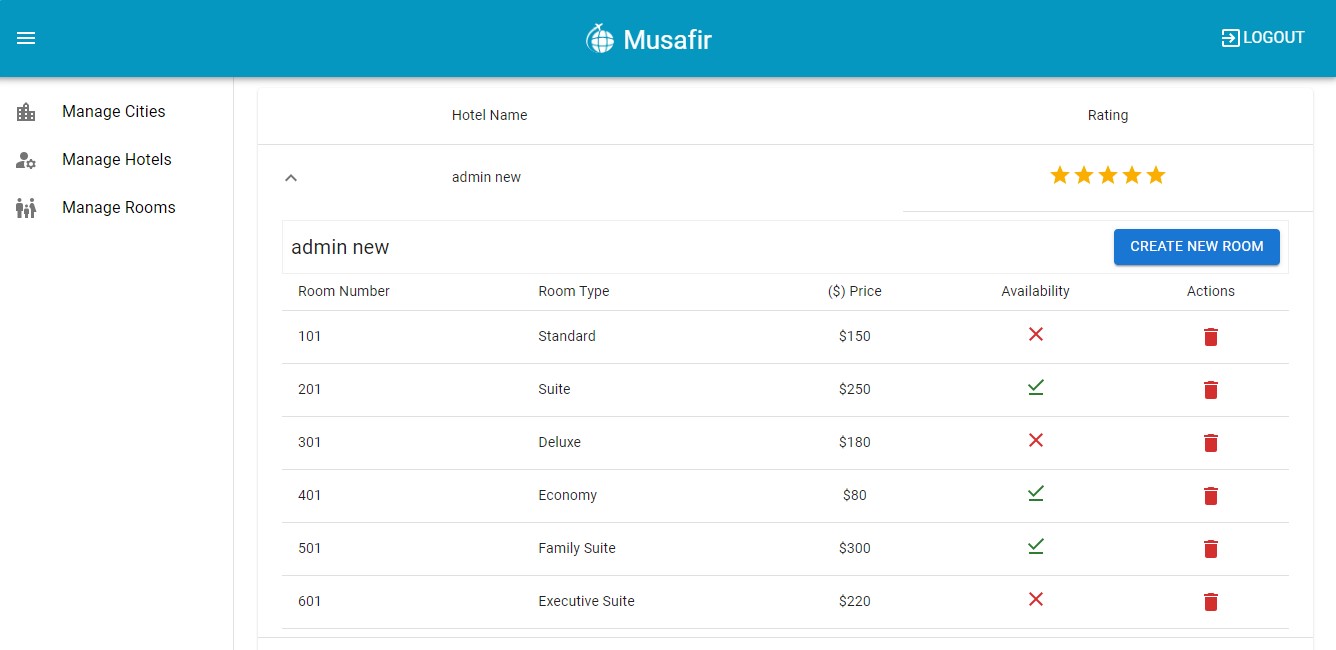 Musafir
LOGOUT
Manage Cities
Manage Hotels
Manage Rooms
Hotel Name Rating
admin new
admin new CREATE NEW ROOM
Room Number Room Type ($) Price Availability Actions
101 Standard $150
201 Suite $250
301 Deluxe $180
401 Economy $80
501 Family Suite $300
601 Executive Suite $220